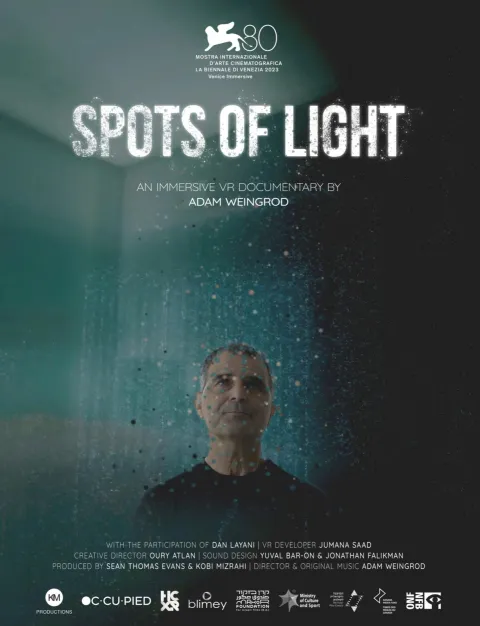 80
MOSTRA INTERNAZIONALE
D'ARTE CINEMATOGRAFICA
LA BIENNALE DI VENEZIA 2023
Venice Immersive
SPOTS OF LIGHT
AN IMMERSIVE VR DOCUMENTARY BY
ADAM WEINGROD
WITH THE PARTICIPATION OF DAN LAYANI | VR DEVELOPER JUMANA SAAD
CREATIVE DIRECTOR OURY ATLAN | SOUND DESIGN YUVAL BAR-ON & JONATHAN FALIKMAN
PRODUCED BY SEAN THOMAS EVANS & KOBI MIZRAHI | DIRECTOR & ORIGINAL MUSIC ADAM WEINGROD
KM
PRODUCTIONS
OC·CU·PIED
blimey
FOUNDATION
Ministry
of Culture
and Sport